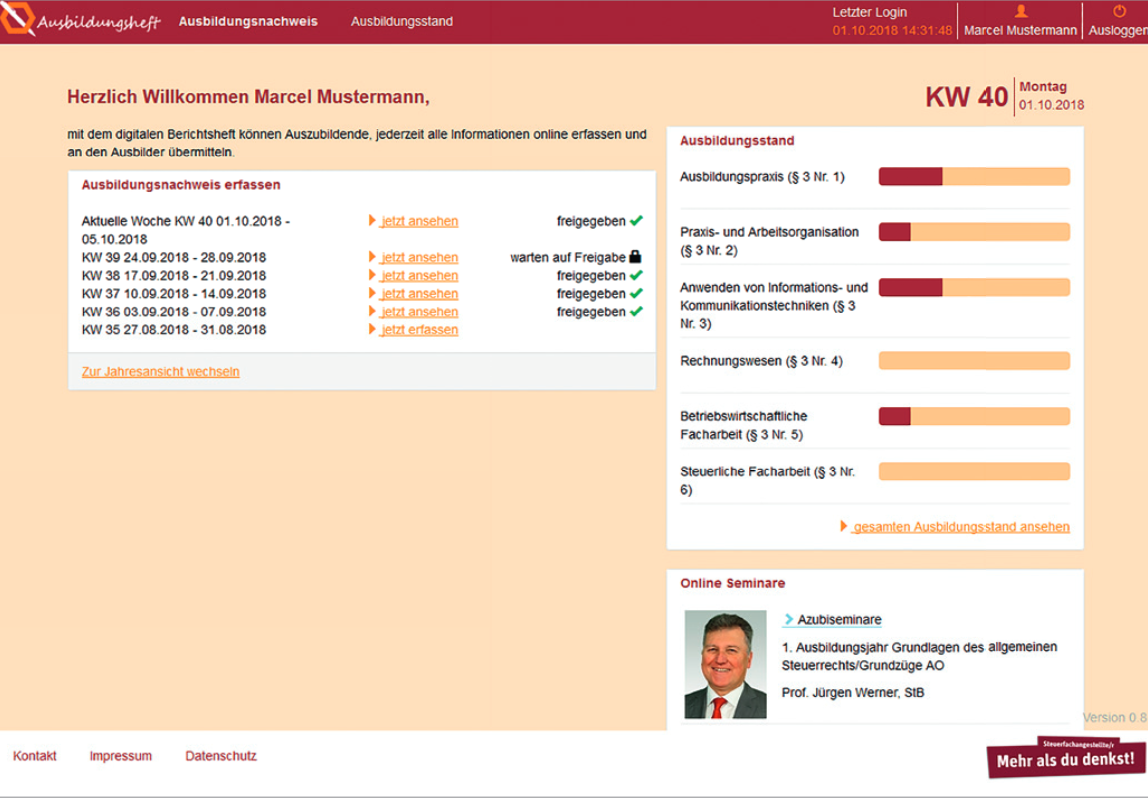 Ausbildungsheft Ausbildungsnachweis Ausbildungsstand
Letzter Login
01.10.2018 14:31:48
Marcel Mustermann
Ausloggen
Herzlich Willkommen Marcel Mustermann,
mit dem digitalen Berichtsheft können Auszubildende, jederzeit alle Informationen online erfassen und
an den Ausbilder übermitteln.
Ausbildungsnachweis erfassen
Aktuelle Woche KW 40 01.10.2018 - jetzt ansehen freigegeben
05.10.2018
KW 39 24.09.2018 - 28.09.2018 jetzt ansehen warten auf Freigabe
KW 38 17.09.2018 - 21.09.2018 jetzt ansehen freigegeben
KW 37 10.09.2018 - 14.09.2018 jetzt ansehen freigegeben
KW 36 03.09.2018 - 07.09.2018 jetzt ansehen freigegeben
KW 35 27.08.2018 - 31.08.2018 jetzt erfassen
Zur Jahresansicht wechseln
KW 40
Montag
01.10.2018
Ausbildungsstand
Ausbildungspraxis (§ 3 Nr. 1)
Praxis- und Arbeitsorganisation
(§ 3 Nr. 2)
Anwenden von Informations- und
Kommunikationstechniken (§ 3
Nr. 3)
Rechnungswesen (§ 3 Nr. 4)
Betriebswirtschaftliche
Facharbeit (§ 3 Nr. 5)
Steuerliche Facharbeit (§ 3 Nr.
6)
gesamten Ausbildungsstand ansehen
Online Seminare
Azubiseminare
1. Ausbildungsjahr Grundlagen des allgemeinen
Steuerrechts/Grundzüge AO
Prof. Jürgen Werner, StB
Version 0.8
Kontakt Impressum Datenschutz
Steuerfachangestellte/r
Mehr als du denkst!